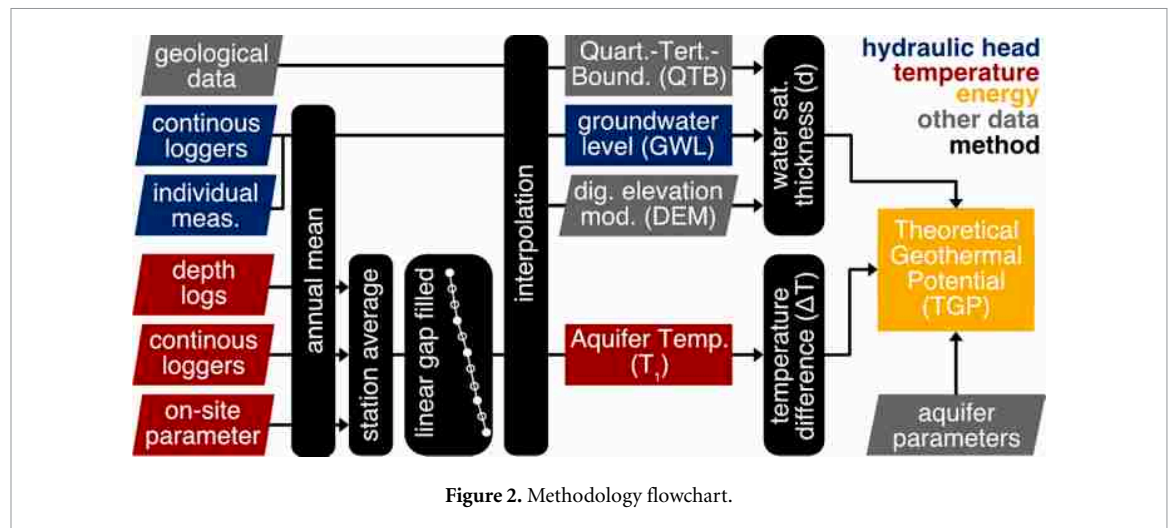 geological
data
continous
loggers
individual
meas.
depth
logs
continous
loggers
on-site
parameter
annual mean
station average
linear gap filled
interpolation
Quart.-Tert.-
Bound. (QTB)
groundwater
level (GWL)
dig. elevation
mod. (DEM)
Aquifer Temp.
(T₁)
water sat.
thickness (d)
temperature
difference (ΔT)
hydraulic head
temperature
energy
other data
method
Theoretical
Geothermal
Potential
(TGP)
aquifer
parameters
Figure 2. Methodology flowchart.